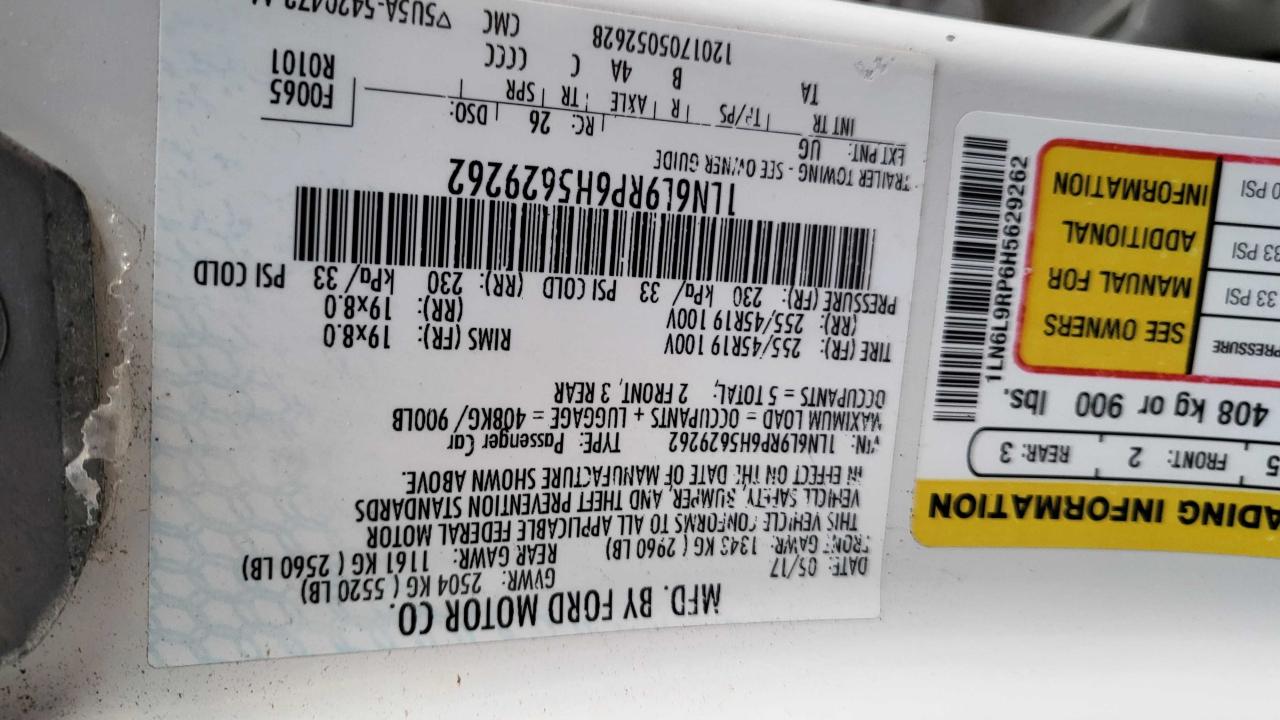 MFD. BY FORD MOTOR CO.
DATE: 05/17 GVWR: 2504 KG ( 5520 LB)
FRONT GAWR: 1343 KG ( 2960 LB) REAR GAWR: 1161 KG ( 2560 LB)
THIS VEHICLE CONFORMS TO ALL APPLICABLE FEDERAL MOTOR
VEHICLE SAFETY, BUMPER, AND THEFT PREVENTION STANDARDS
IN EFFECT ON THE DATE OF MANUFACTURE SHOWN ABOVE.
VIN: 1LN6L9RP6H5629262 TYPE: Passenger Car
MAXIMUM LOAD = OCCUPANTS + LUGGAGE = 408KG/ 900LB
OCCUPANTS = 5 TOTAL; 2 FRONT, 3 REAR
TIRE (FR): 255/45R19 100V RIMS (FR): 19x8.0
(RR): 255/45R19 100V (RR): 19x8.0
PRESSURE (FR): 230 kPa/ 33 PSI COLD (RR): 230 kPa/ 33 PSI COLD
1LN6L9RP6H5629262
TRAILER TOWING - SEE OWNER GUIDE
EXT PNT: UG RC: 26 DSO:
F0065
R0101
INT TR TP/PS R AXLE TR SPR
TA B 4A C CCCC
12017050526 28 CMC
ADING INFORMATION
5 FRONT: 2 REAR: 3
408 kg or 900 lbs.
PRESSURE
33 PSI
33 PSI
0 PSI
SEE OWNERS
MANUAL FOR
ADDITIONAL
INFORMATION
1LN6L9RP6H5629262